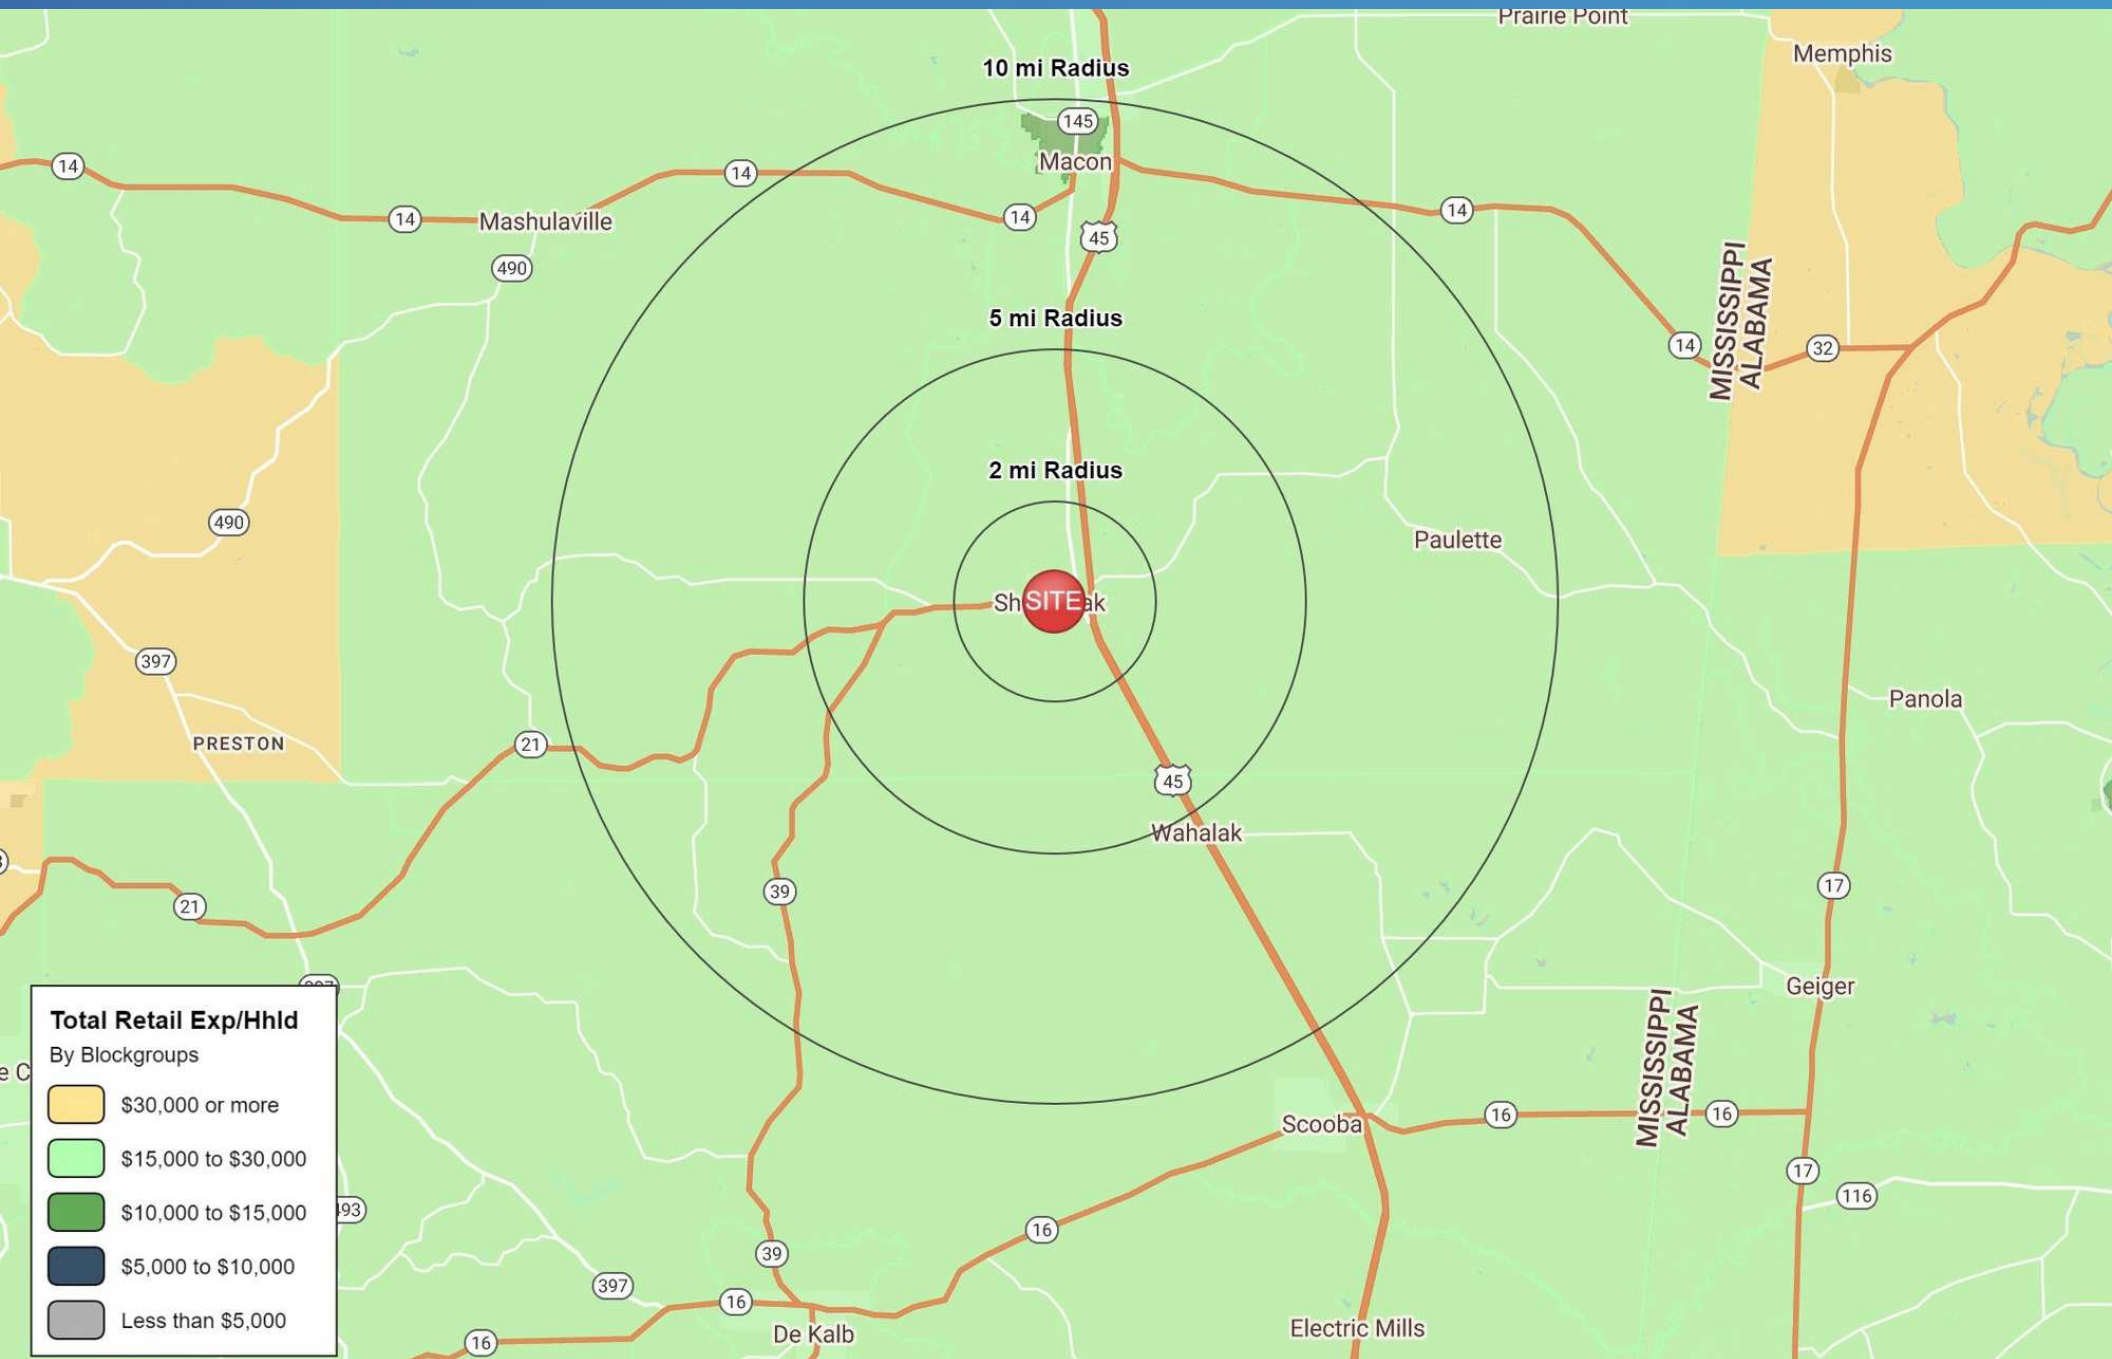 Prairie Point
Memphis
10 mi Radius
145
Macon
14
14
14
Mashulaville
14
14
45
490
5 mi Radius
MISSISSIPPI
ALABAMA
14
32
2 mi Radius
490
Paulette
SITE
397
Panola
PRESTON
21
45
Wahalak
39
17
21
Geiger
MISSISSIPPI
ALABAMA
Total Retail Exp/Hhld
By Blockgroups
$30,000 or more
$15,000 to $30,000
$10,000 to $15,000
$5,000 to $10,000
Less than $5,000
Scooba
16
16
17
116
16
39
397
16
De Kalb
Electric Mills
16